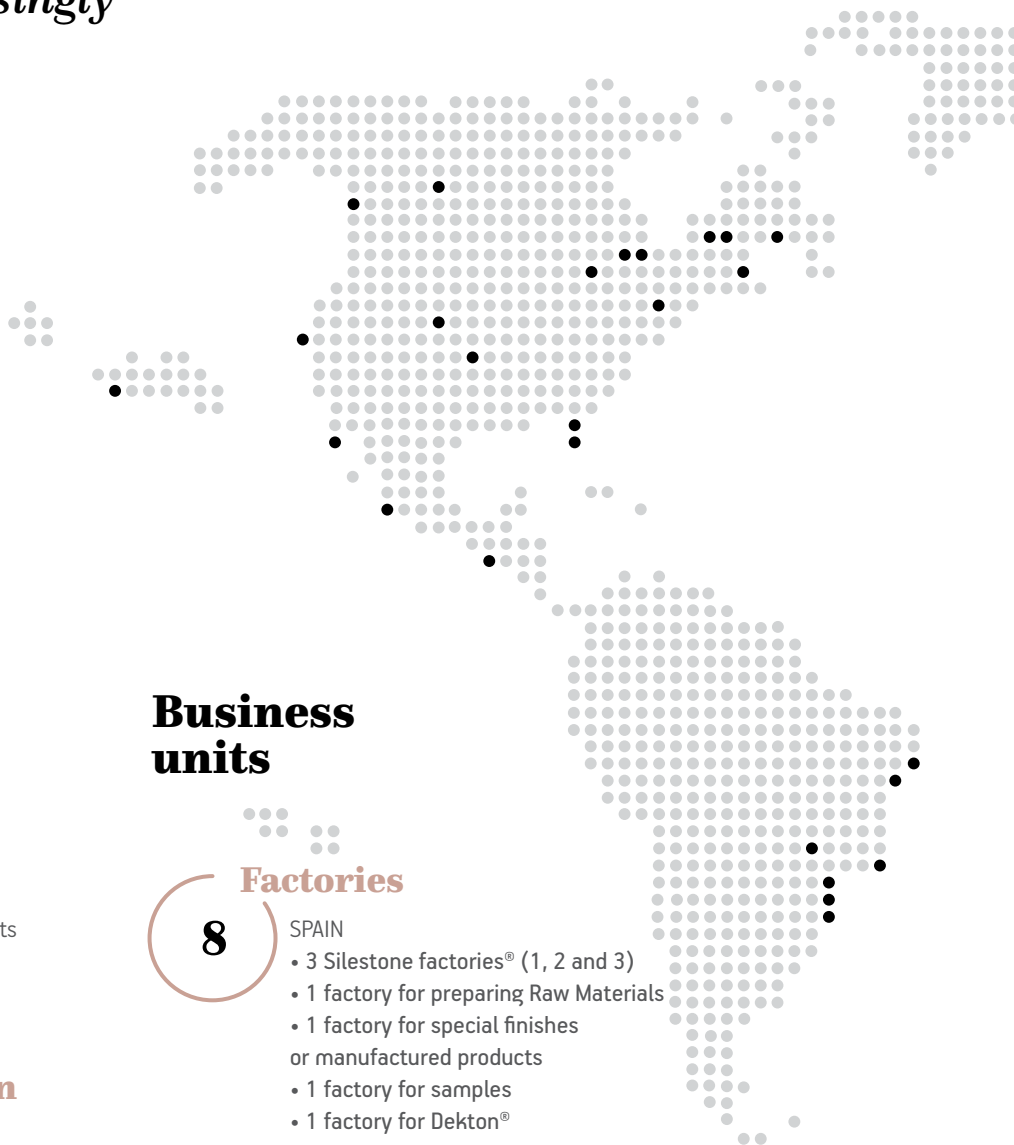 Business
units
Factories
8
SPAIN
• 3 Silestone factories® (1, 2 and 3)
• 1 factory for preparing Raw Materials
• 1 factory for special finishes
or manufactured products
• 1 factory for samples
• 1 factory for Dekton®